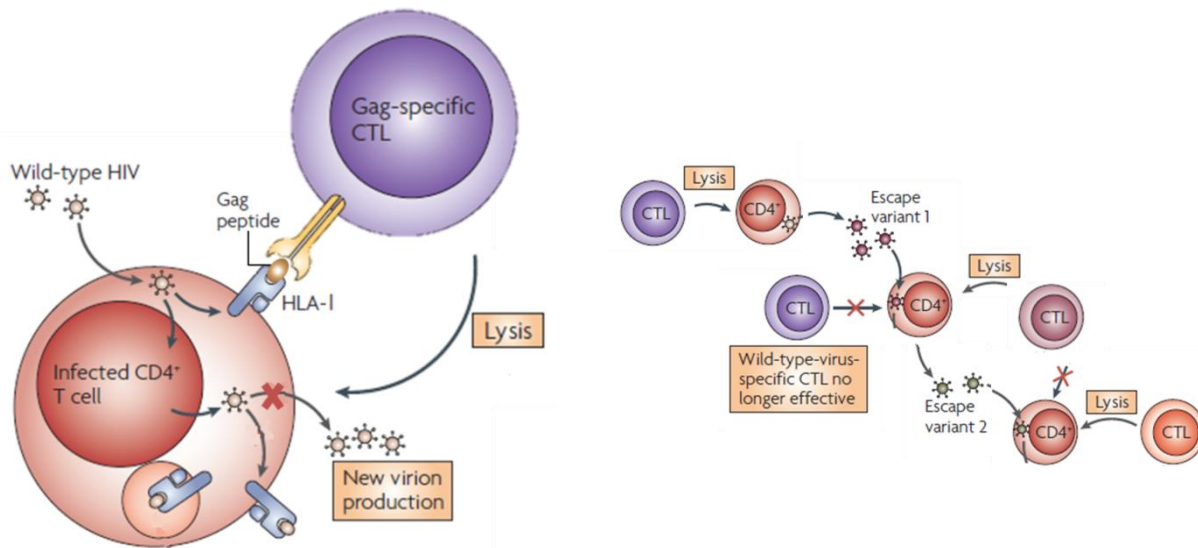 Gag-specific
CTL
Wild-type HIV
Gag
peptide
HLA-I
Lysis
Infected CD4⁺
T cell
New virion
production
Lysis
CTL
CD4⁺
Escape
variant 1
Lysis
CTL
CD4⁺
CTL
Wild-type-virus-
specific CTL no
longer effective
Escape
variant 2
Lysis
CD4⁺
CTL